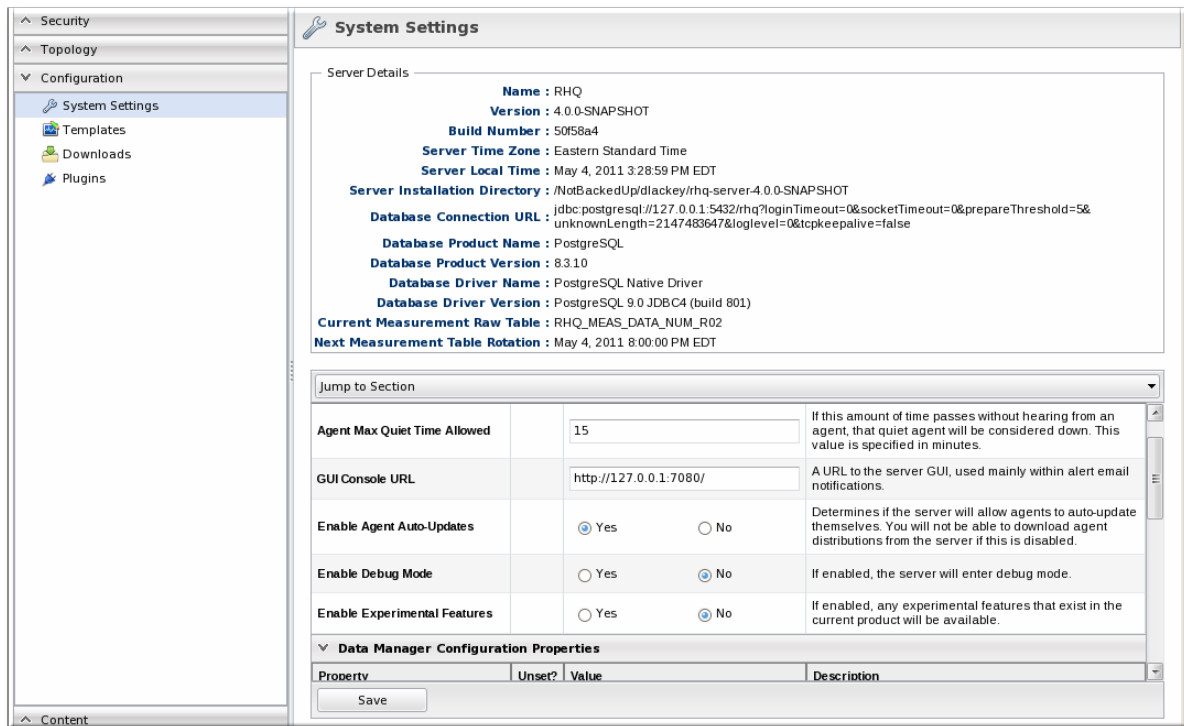 Security
Topology
Configuration
System Settings
Templates
Downloads
Plugins
Content
System Settings
Server Details
Name : RHQ
Version : 4.0.0-SNAPSHOT
Build Number : 50f58a4
Server Time Zone : Eastern Standard Time
Server Local Time : May 4, 2011 3:28:59 PM EDT
Server Installation Directory : /NotBackedUp/dlackey/rhq-server-4.0.0-SNAPSHOT
Database Connection URL : jdbc:postgresql://127.0.0.1:5432/rhq?loginTimeout=0&socketTimeout=0&prepareThreshold=5&
unknownLength=2147483647&loglevel=0&tcpkeepalive=false
Database Product Name : PostgreSQL
Database Product Version : 8.3.10
Database Driver Name : PostgreSQL Native Driver
Database Driver Version : PostgreSQL 9.0 JDBC4 (build 801)
Current Measurement Raw Table : RHQ_MEAS_DATA_NUM_R02
Next Measurement Table Rotation : May 4, 2011 8:00:00 PM EDT
Jump to Section
Agent Max Quiet Time Allowed
15
If this amount of time passes without hearing from an
agent, that quiet agent will be considered down. This
value is specified in minutes.
GUI Console URL
http://127.0.0.1:7080/
A URL to the server GUI, used mainly within alert email
notifications.
Enable Agent Auto-Updates
Yes
No
Determines if the server will allow agents to auto-update
themselves. You will not be able to download agent
distributions from the server if this is disabled.
Enable Debug Mode
Yes
No
If enabled, the server will enter debug mode.
Enable Experimental Features
Yes
No
If enabled, any experimental features that exist in the
current product will be available.
Data Manager Configuration Properties
Property Unset? Value Description
Save